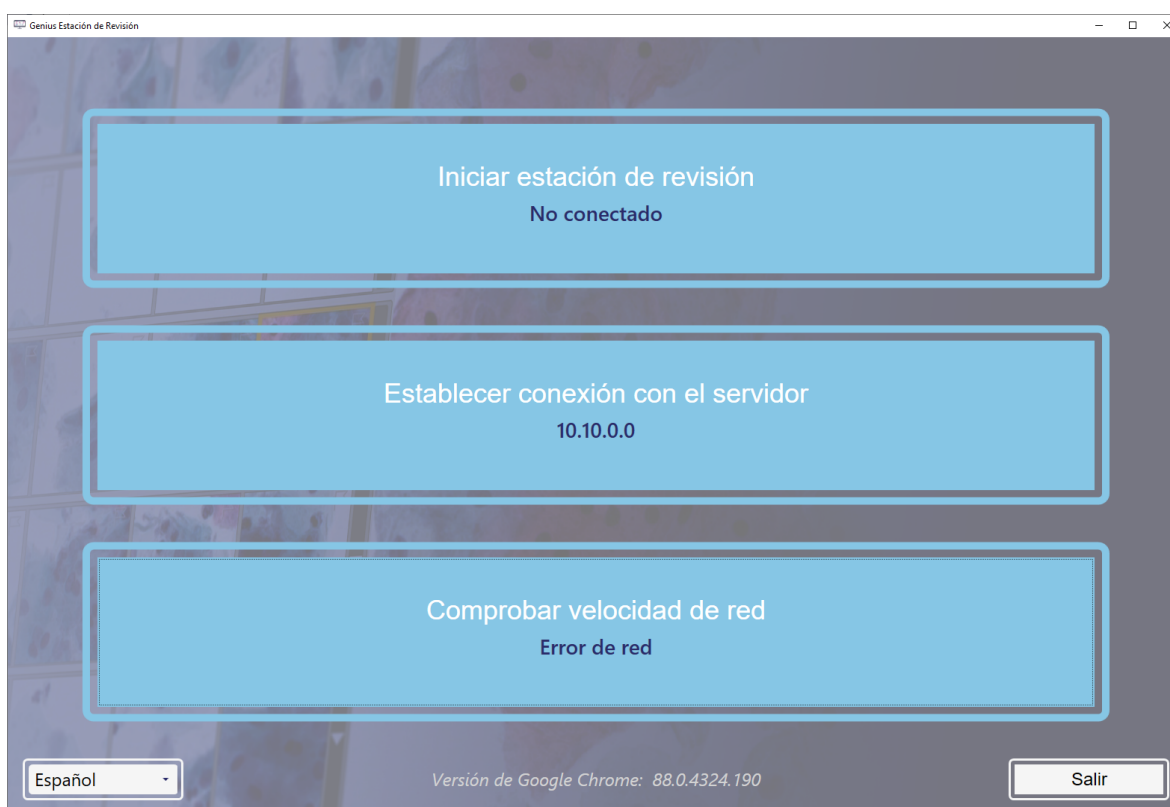 Genius Estación de Revisión
Iniciar estación de revisión
No conectado
Establecer conexión con el servidor
10.10.0.0
Comprobar velocidad de red
Error de red
Español
Versión de Google Chrome: 88.0.4324.190
Salir